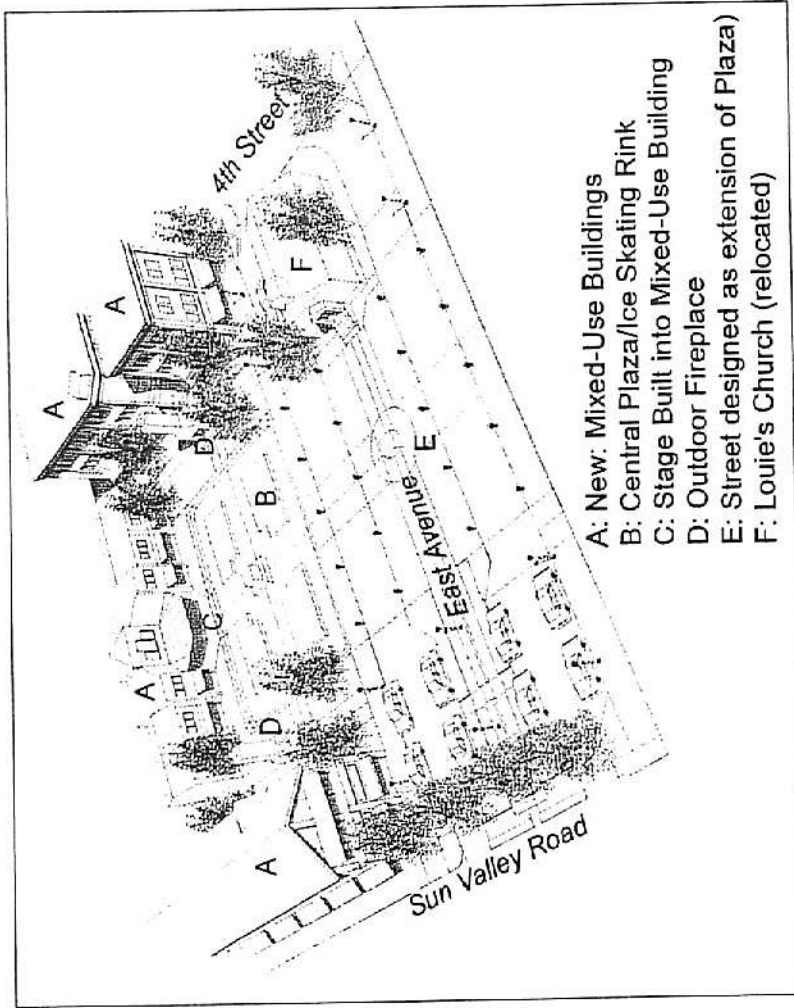 4th Street
A
A
F
D
A
B
C
E
East Avenue
D
A
Sun Valley Road
A: New: Mixed-Use Buildings
B: Central Plaza/Ice Skating Rink
C: Stage Built into Mixed-Use Building
D: Outdoor Fireplace
E: Street designed as extension of Plaza)
F: Louie's Church (relocated)